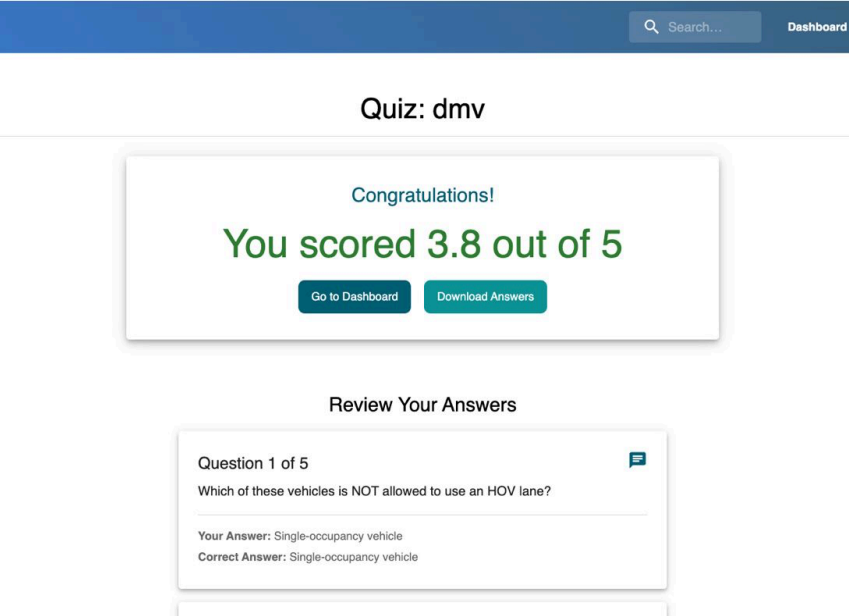 Search...
Dashboard
Quiz: dmv
Congratulations!
You scored 3.8 out of 5
Go to Dashboard
Download Answers
Review Your Answers
Question 1 of 5
Which of these vehicles is NOT allowed to use an HOV lane?
Your Answer: Single-occupancy vehicle
Correct Answer: Single-occupancy vehicle